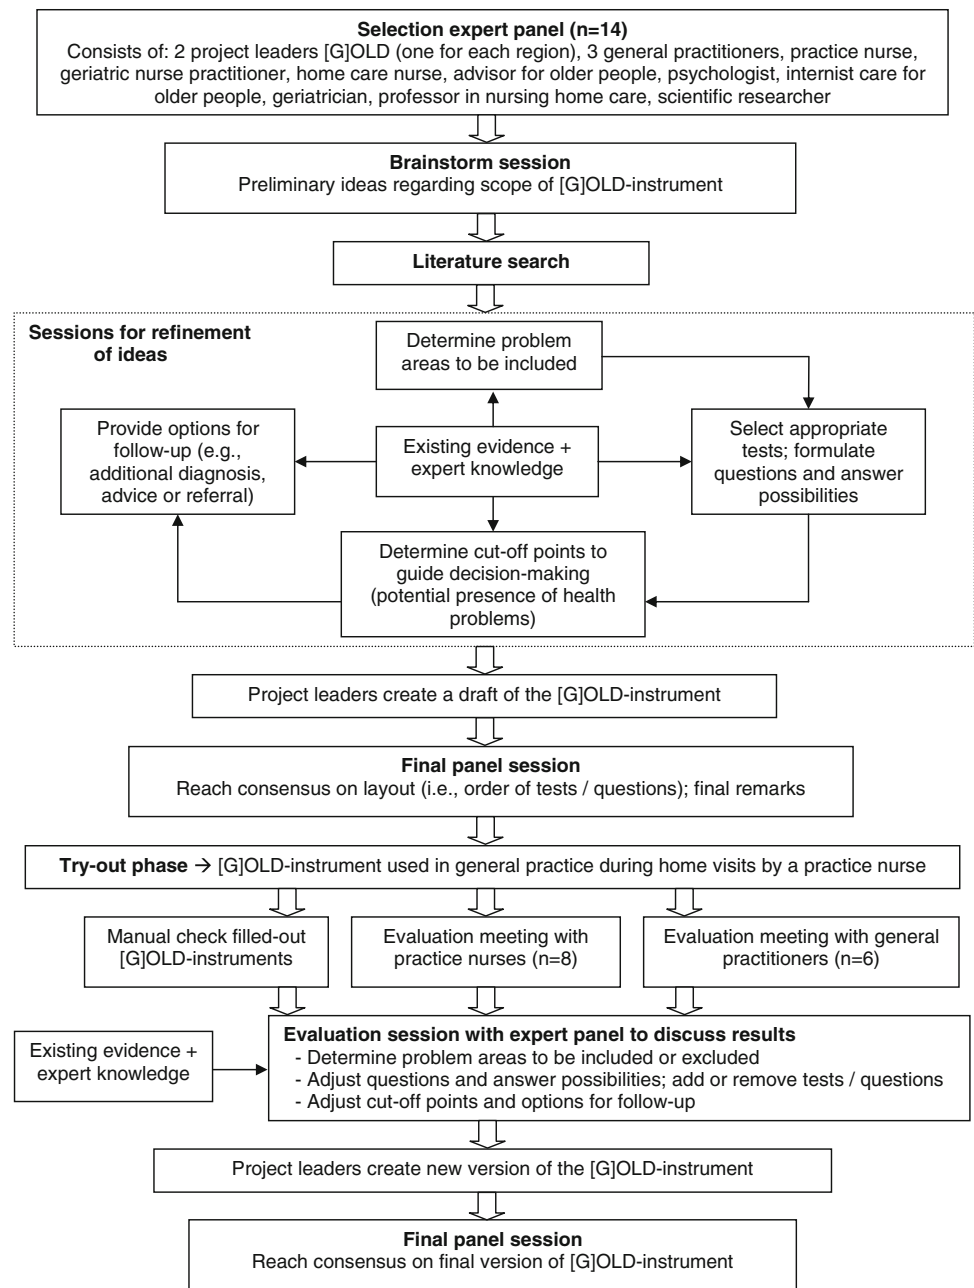 Selection expert panel (n=14)
Consists of: 2 project leaders [G]OLD (one for each region), 3 general practitioners, practice nurse,
geriatric nurse practitioner, home care nurse, advisor for older people, psychologist, internist care for
older people, geriatrician, professor in nursing home care, scientific researcher
Brainstorm session
Preliminary ideas regarding scope of [G]OLD-instrument
Literature search
Sessions for refinement
of ideas
Determine problem
areas to be included
Provide options for
follow-up (e.g.,
additional diagnosis,
advice or referral)
Existing evidence +
expert knowledge
Select appropriate
tests; formulate
questions and answer
possibilities
Determine cut-off points to
guide decision-making
(potential presence of health
problems)
Project leaders create a draft of the [G]OLD-instrument
Final panel session
Reach consensus on layout (i.e., order of tests / questions); final remarks
Try-out phase → [G]OLD-instrument used in general practice during home visits by a practice nurse
Manual check filled-out
[G]OLD-instruments
Evaluation meeting with
practice nurses (n=8)
Evaluation meeting with general
practitioners (n=6)
Existing evidence +
expert knowledge
Evaluation session with expert panel to discuss results
- Determine problem areas to be included or excluded
- Adjust questions and answer possibilities; add or remove tests / questions
- Adjust cut-off points and options for follow-up
Project leaders create new version of the [G]OLD-instrument
Final panel session
Reach consensus on final version of [G]OLD-instrument